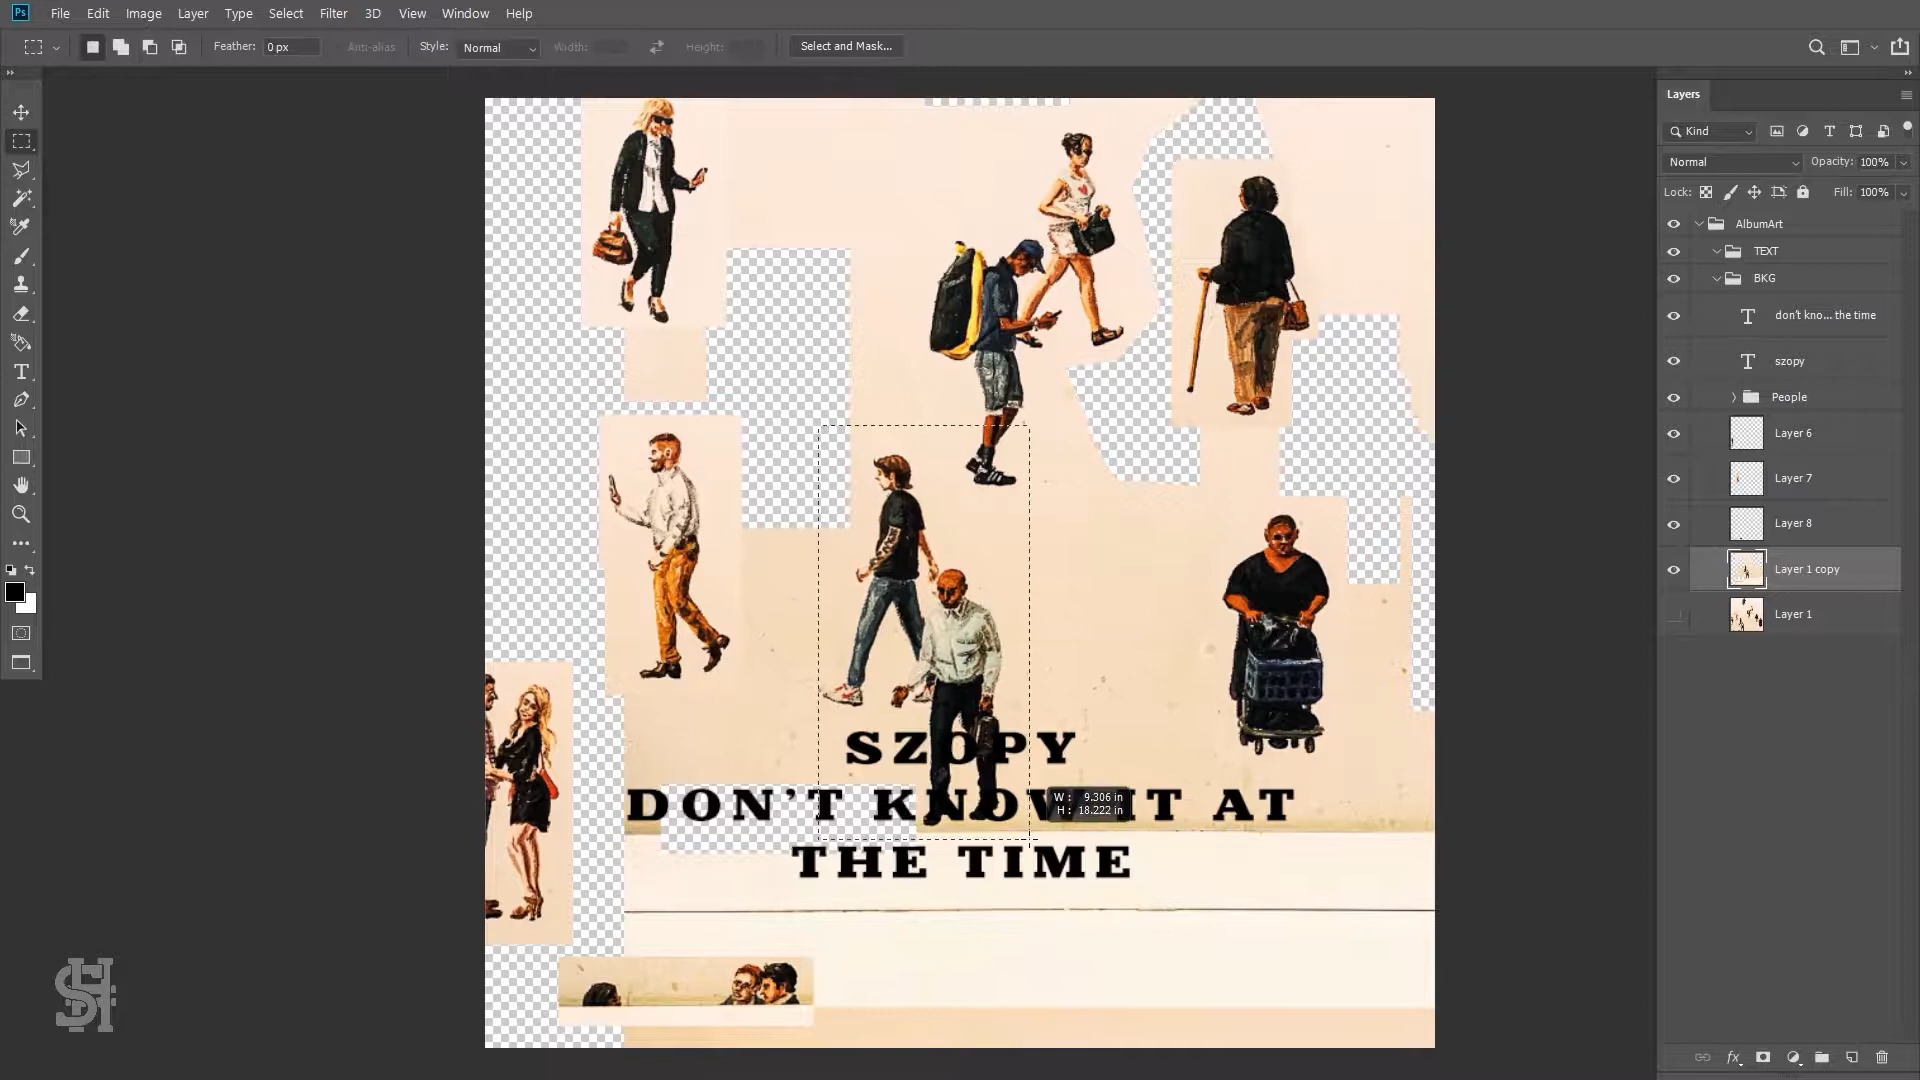 Ps File Edit Image Layer Type Select Filter 3D View Window Help
Feather: 0 px Anti-alias Style: Normal Width: Height: Select and Mask...
Layers
Kind
Normal Opacity: 100%
Lock: Fill: 100%
AlbumArt
TEXT
BKG
don't kno... the time
szopy
People
Layer 6
Layer 7
Layer 8
Layer 1 copy
Layer 1
SZOPY
DON'T KNOW IT AT
THE TIME
W : 9.306 in
H : 18.222 in